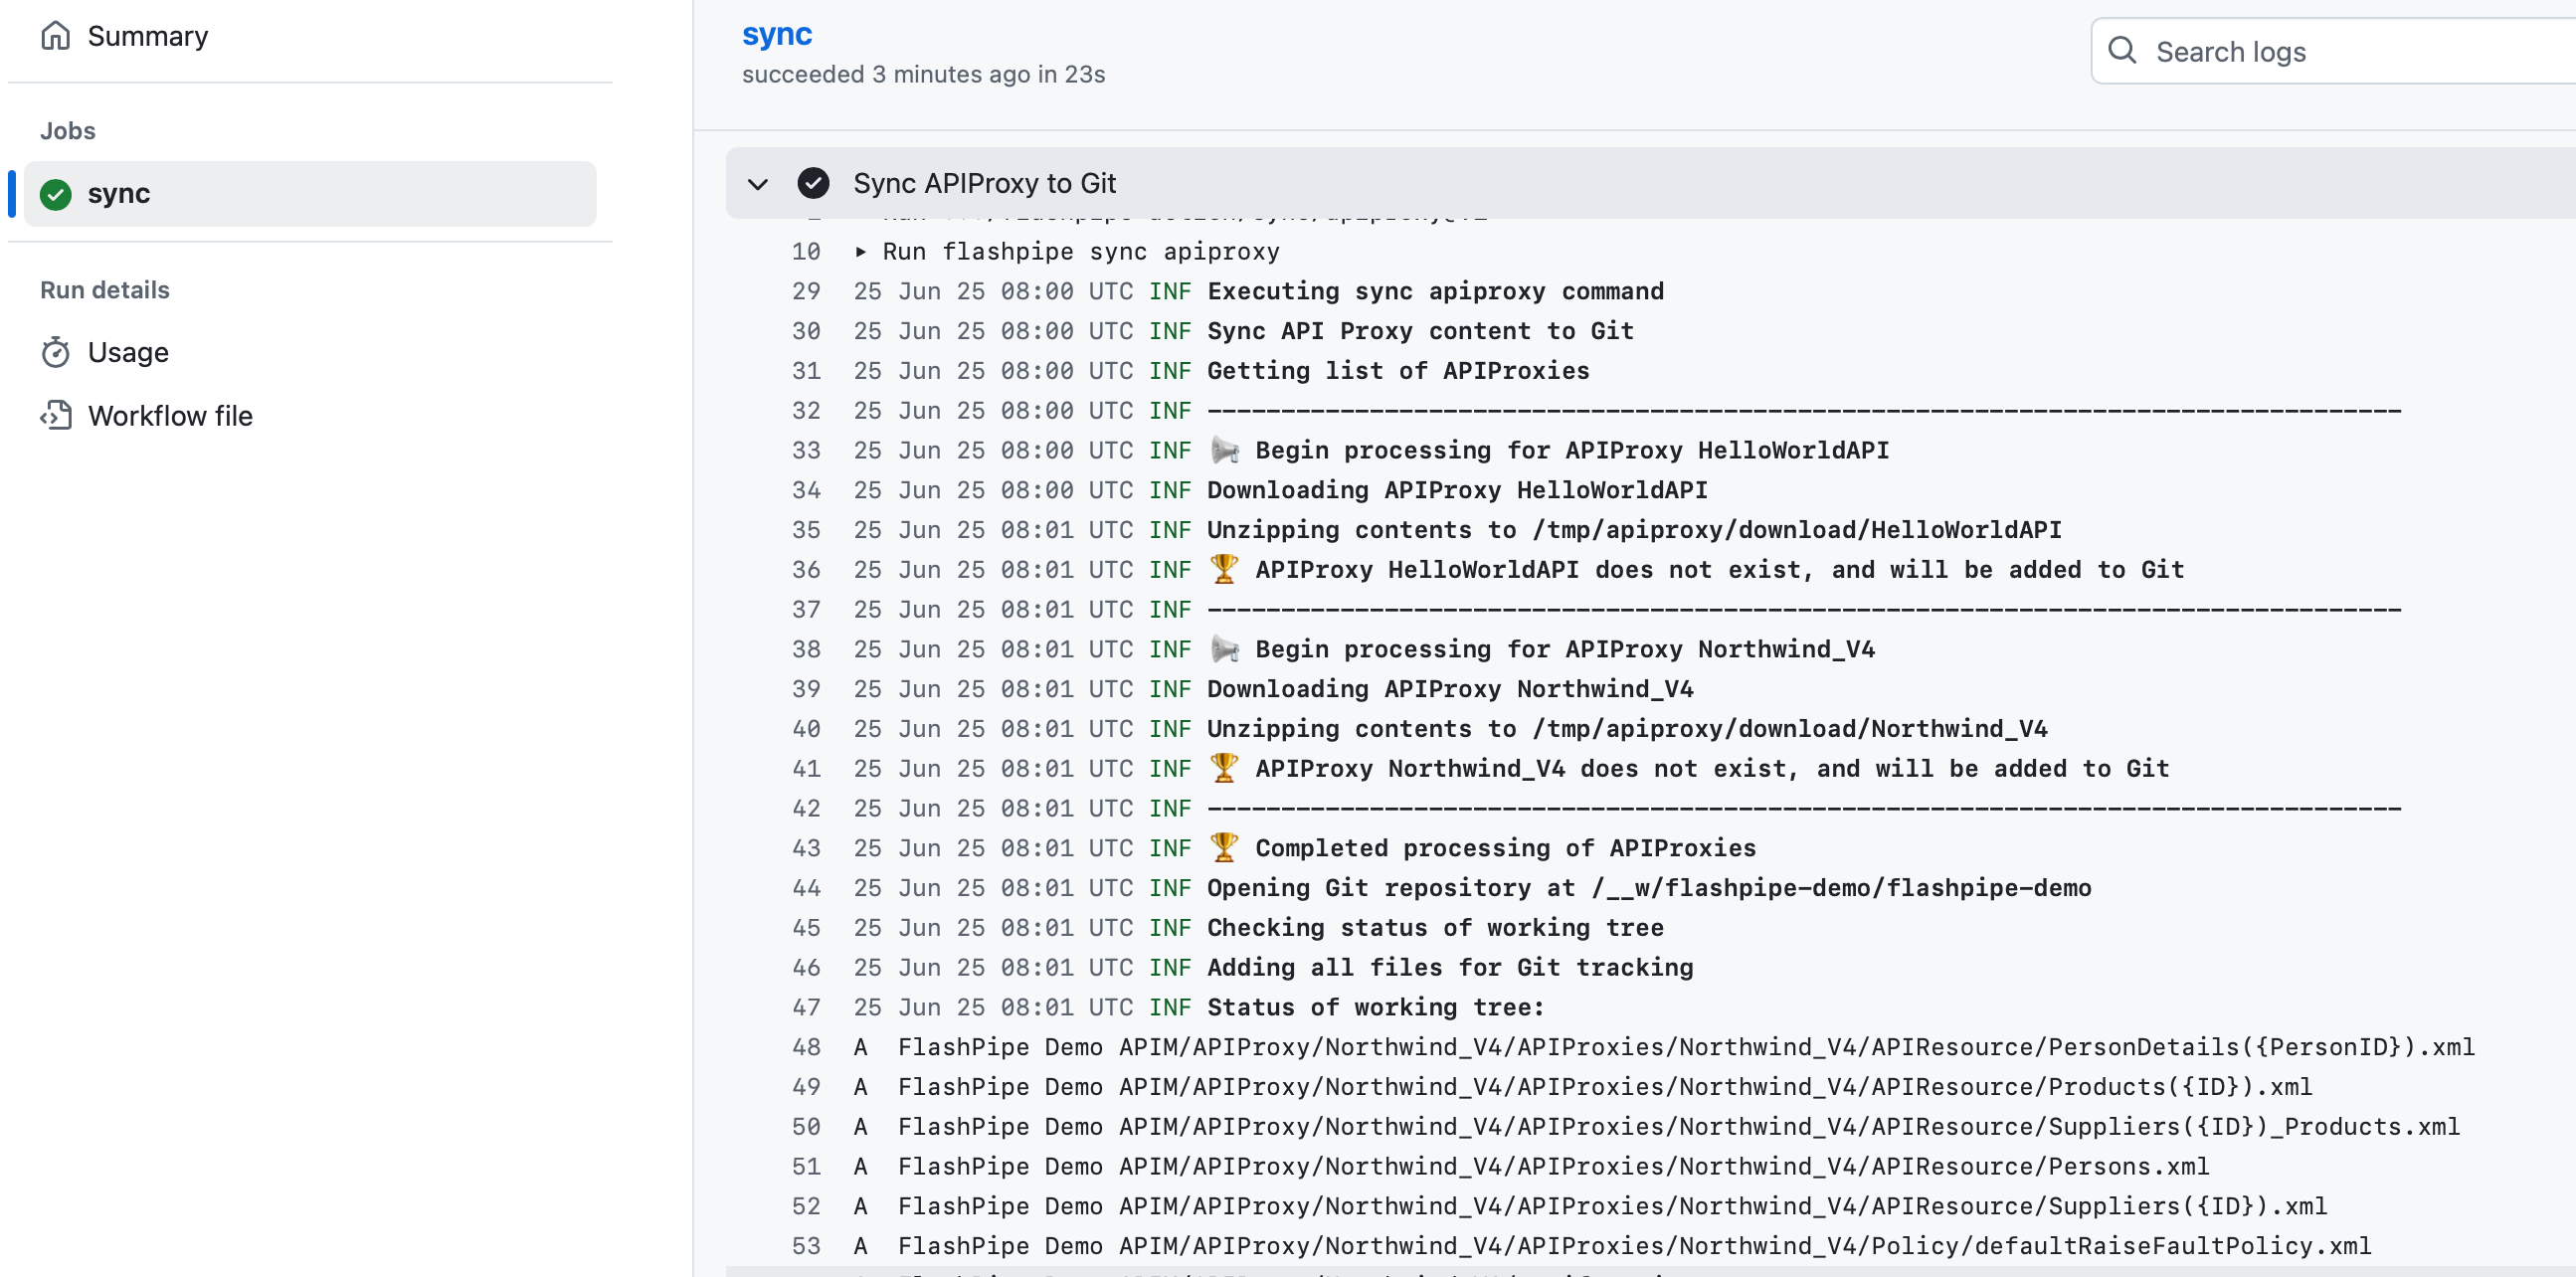 Summary
Jobs
sync
Run details
Usage
Workflow file
sync
succeeded 3 minutes ago in 23s
Search logs
Sync APIProxy to Git
10 Run flashpipe sync apiproxy
29 25 Jun 25 08:00 UTC INF Executing sync apiproxy command
30 25 Jun 25 08:00 UTC INF Sync API Proxy content to Git
31 25 Jun 25 08:00 UTC INF Getting list of APIProxies
32 25 Jun 25 08:00 UTC INF ---------------------------------------------------------------------------------
33 25 Jun 25 08:00 UTC INF 📢 Begin processing for APIProxy HelloWorldAPI
34 25 Jun 25 08:00 UTC INF Downloading APIProxy HelloWorldAPI
35 25 Jun 25 08:01 UTC INF Unzipping contents to /tmp/apiproxy/download/HelloWorldAPI
36 25 Jun 25 08:01 UTC INF 🏆 APIProxy HelloWorldAPI does not exist, and will be added to Git
37 25 Jun 25 08:01 UTC INF ---------------------------------------------------------------------------------
38 25 Jun 25 08:01 UTC INF 📢 Begin processing for APIProxy Northwind_V4
39 25 Jun 25 08:01 UTC INF Downloading APIProxy Northwind_V4
40 25 Jun 25 08:01 UTC INF Unzipping contents to /tmp/apiproxy/download/Northwind_V4
41 25 Jun 25 08:01 UTC INF 🏆 APIProxy Northwind_V4 does not exist, and will be added to Git
42 25 Jun 25 08:01 UTC INF ---------------------------------------------------------------------------------
43 25 Jun 25 08:01 UTC INF 🏆 Completed processing of APIProxies
44 25 Jun 25 08:01 UTC INF Opening Git repository at /__w/flashpipe-demo/flashpipe-demo
45 25 Jun 25 08:01 UTC INF Checking status of working tree
46 25 Jun 25 08:01 UTC INF Adding all files for Git tracking
47 25 Jun 25 08:01 UTC INF Status of working tree:
48 A FlashPipe Demo APIM/APIProxy/Northwind_V4/APIProxies/Northwind_V4/APIResource/PersonDetails({PersonID}).xml
49 A FlashPipe Demo APIM/APIProxy/Northwind_V4/APIProxies/Northwind_V4/APIResource/Products({ID}).xml
50 A FlashPipe Demo APIM/APIProxy/Northwind_V4/APIProxies/Northwind_V4/APIResource/Suppliers({ID})_Products.xml
51 A FlashPipe Demo APIM/APIProxy/Northwind_V4/APIProxies/Northwind_V4/APIResource/Persons.xml
52 A FlashPipe Demo APIM/APIProxy/Northwind_V4/APIProxies/Northwind_V4/APIResource/Suppliers({ID}).xml
53 A FlashPipe Demo APIM/APIProxy/Northwind_V4/APIProxies/Northwind_V4/Policy/defaultRaiseFaultPolicy.xml